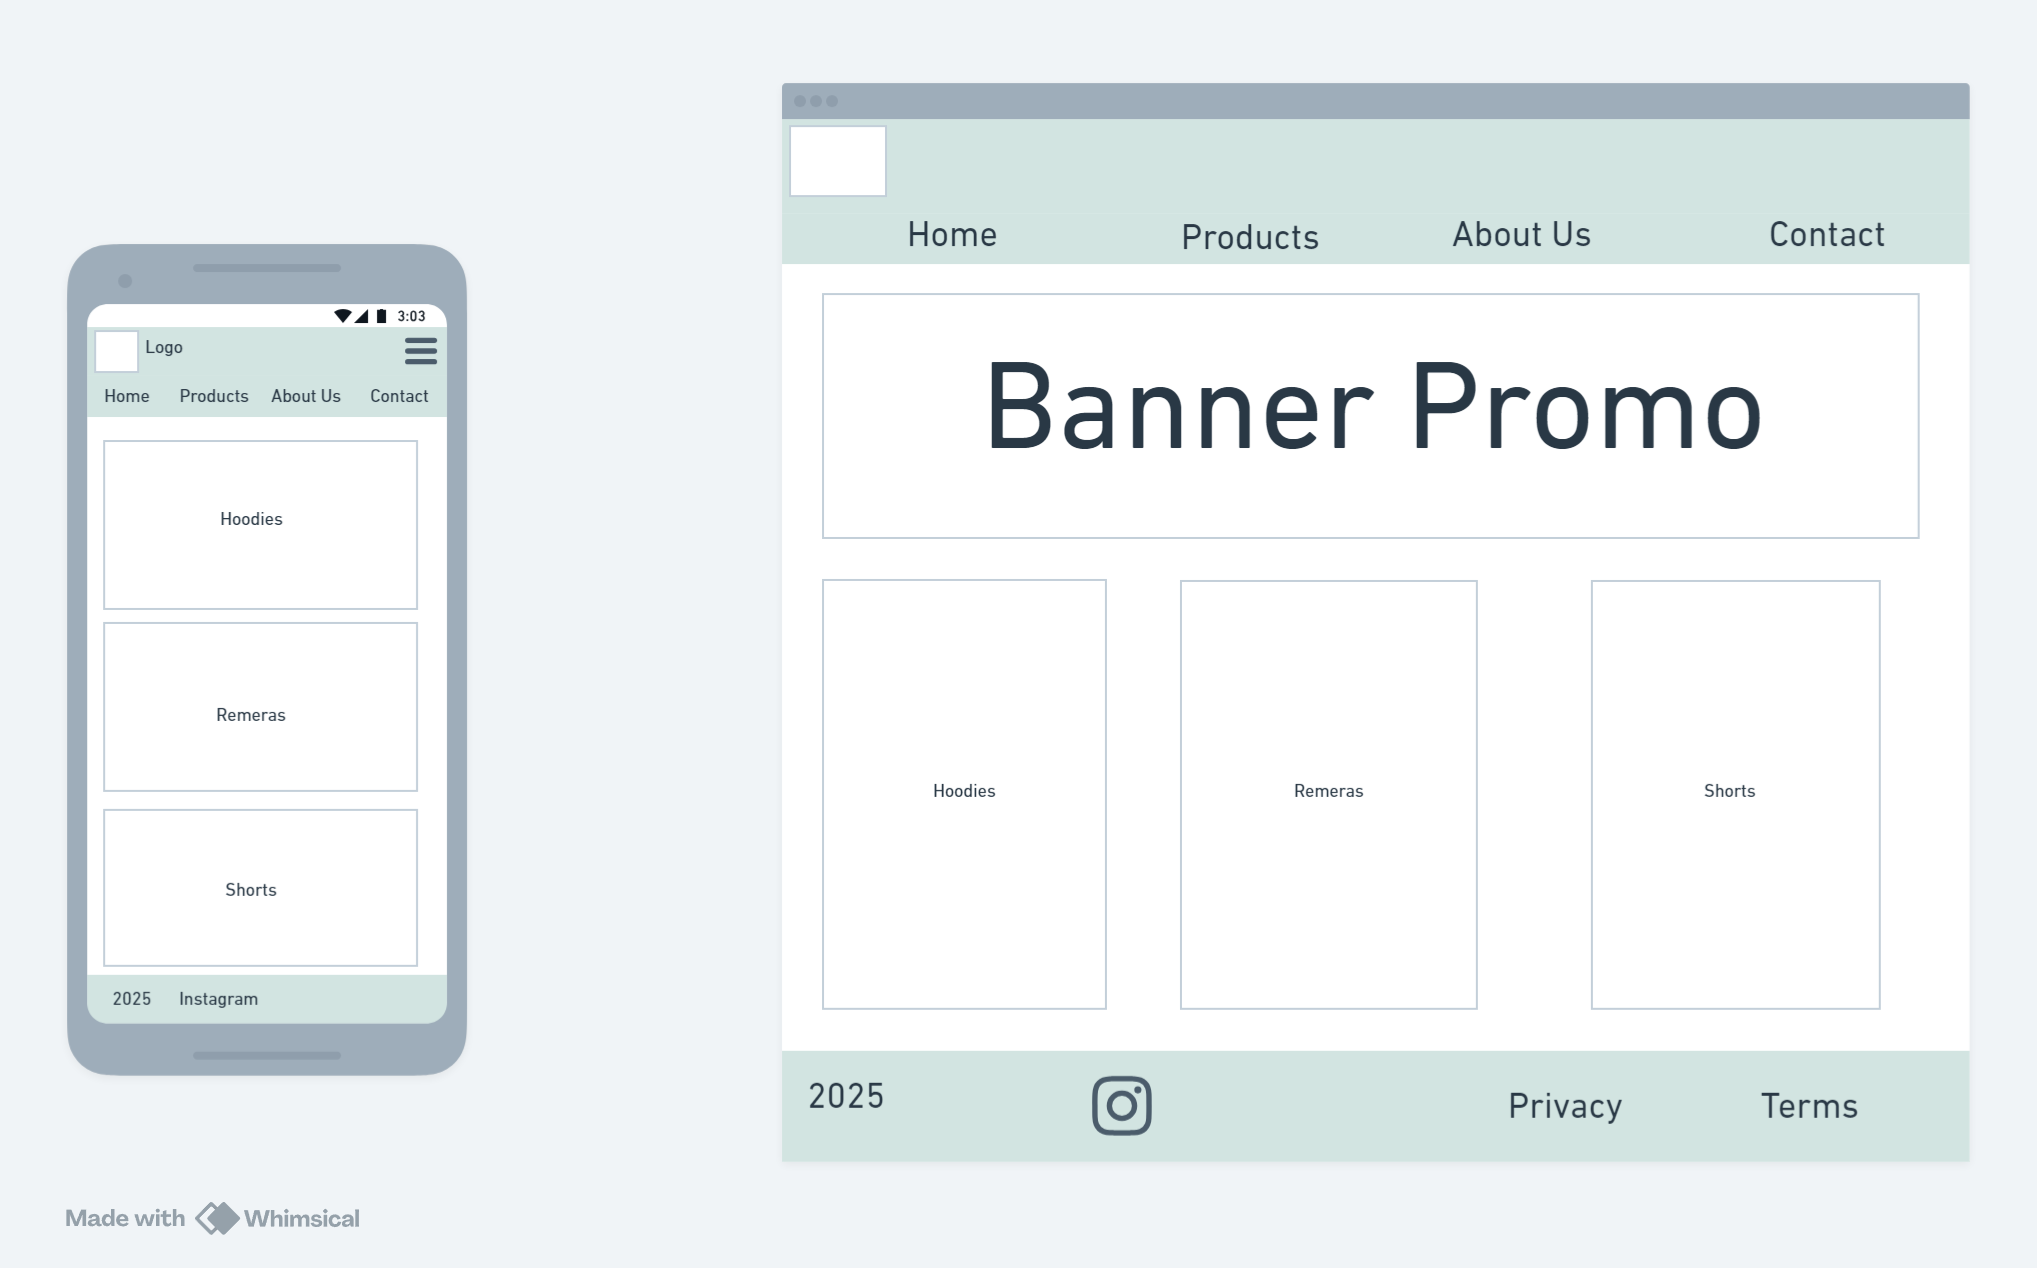 3:03
Logo
Home Products About Us Contact
Hoodies
Remeras
Shorts
2025 Instagram
Home Products About Us Contact
Banner Promo
Hoodies Remeras Shorts
2025 Privacy Terms
Made with Whimsical